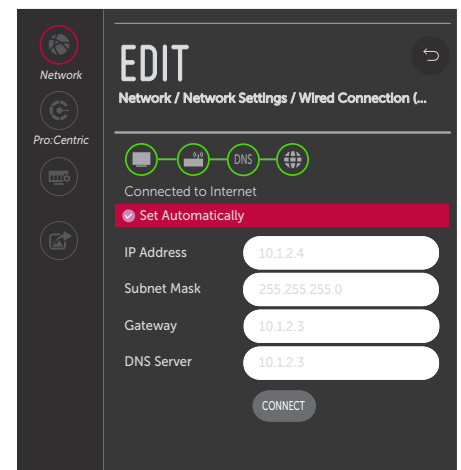 Network
Pro:Centric
EDIT
Network / Network Settings / Wired Connection (...
DNS
Connected to Internet
Set Automatically
IP Address 10.1.2.4
Subnet Mask 255.255.255.0
Gateway 10.1.2.3
DNS Server 10.1.2.3
CONNECT